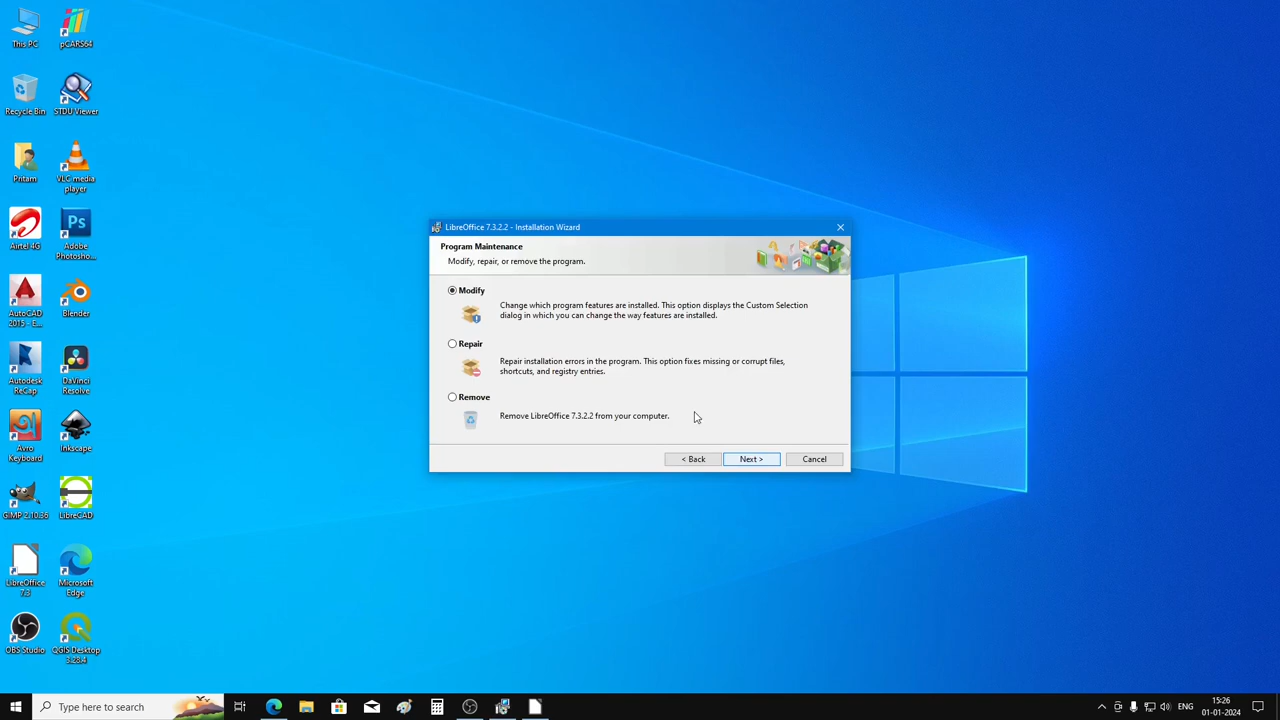 This PC
pCARS64
Recycle Bin
STDU Viewer
Pritam
VLC media
player
Airtel 4G
Adobe
Photosho...
AutoCAD
2015 - E...
Blender
Autodesk
ReCap
DaVinci
Resolve
Avro
Keyboard
Inkscape
GIMP 2.10.36
LibreCAD
LibreOffice
7.3
Microsoft
Edge
OBS Studio
QGIS Desktop
3.28.4
LibreOffice 7.3.2.2 - Installation Wizard
Program Maintenance
Modify, repair, or remove the program.
Modify
Change which program features are installed. This option displays the Custom Selection
dialog in which you can change the way features are installed.
Repair
Repair installation errors in the program. This option fixes missing or corrupt files,
shortcuts, and registry entries.
Remove
Remove LibreOffice 7.3.2.2 from your computer.
< Back
Next >
Cancel
Type here to search
ENG
15:26
01-01-2024